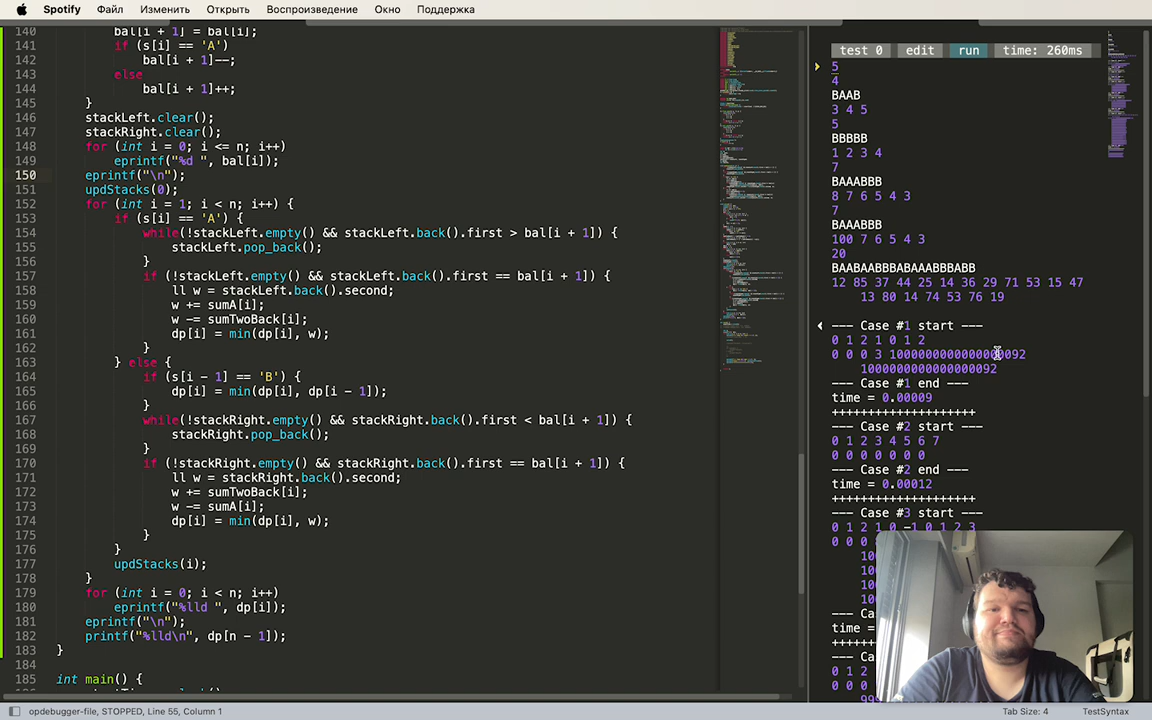 Spotify Файл Изменить Открыть Воспроизведение Окно Поддержка
140 bal[i + 1] = bal[i];
141 if (s[i] == 'A')
142 bal[i + 1]--;
143 else
144 bal[i + 1]++;
145 }
146 stackLeft.clear();
147 stackRight.clear();
148 for (int i = 0; i <= n; i++)
149 eprintf("%d ", bal[i]);
150 eprintf("\n");
151 updStacks(0);
152 for (int i = 1; i < n; i++) {
153 if (s[i] == 'A') {
154 while(!stackLeft.empty() && stackLeft.back().first > bal[i + 1]) {
155 stackLeft.pop_back();
156 }
157 if (!stackLeft.empty() && stackLeft.back().first == bal[i + 1]) {
158 ll w = stackLeft.back().second;
159 w += sumA[i];
160 w -= sumTwoBack[i];
161 dp[i] = min(dp[i], w);
162 }
163 } else {
164 if (s[i - 1] == 'B') {
165 dp[i] = min(dp[i], dp[i - 1]);
166 }
167 while(!stackRight.empty() && stackRight.back().first < bal[i + 1]) {
168 stackRight.pop_back();
169 }
170 if (!stackRight.empty() && stackRight.back().first == bal[i + 1]) {
171 ll w = stackRight.back().second;
172 w += sumTwoBack[i];
173 w -= sumA[i];
174 dp[i] = min(dp[i], w);
175 }
176 }
177 updStacks(i);
178 }
179 for (int i = 0; i < n; i++)
180 eprintf("%lld ", dp[i]);
181 eprintf("\n");
182 printf("%lld\n", dp[n - 1]);
183 }
184
185 int main() {
opdebugger-file, STOPPED, Line 55, Column 1
test 0 edit run time: 260ms
5
4
BAAB
3 4 5
5
BBBBB
1 2 3 4
7
BAAABBB
8 7 6 5 4 3
7
BAAABBB
100 7 6 5 4 3
20
BAABAABBBABAAABBBABB
12 85 37 44 25 14 36 29 71 53 15 47
13 80 14 74 53 76 19
--- Case #1 start ---
0 1 2 1 0 1 2
--- Case #1 end ---
time = 0.00009
++++++++++++++++++++
--- Case #2 start ---
0 1 2 3 4 5 6 7
0 0 0 0 0 0 0
--- Case #2 end ---
time = 0.00012
++++++++++++++++++++
--- Case #3 start ---
0 1 2 1 0 -1 0 1 2 3
0 0 0
--- Ca
time =
+++++
--- Ca
0 1 2
0 0 0
Tab Size: 4 TestSyntax